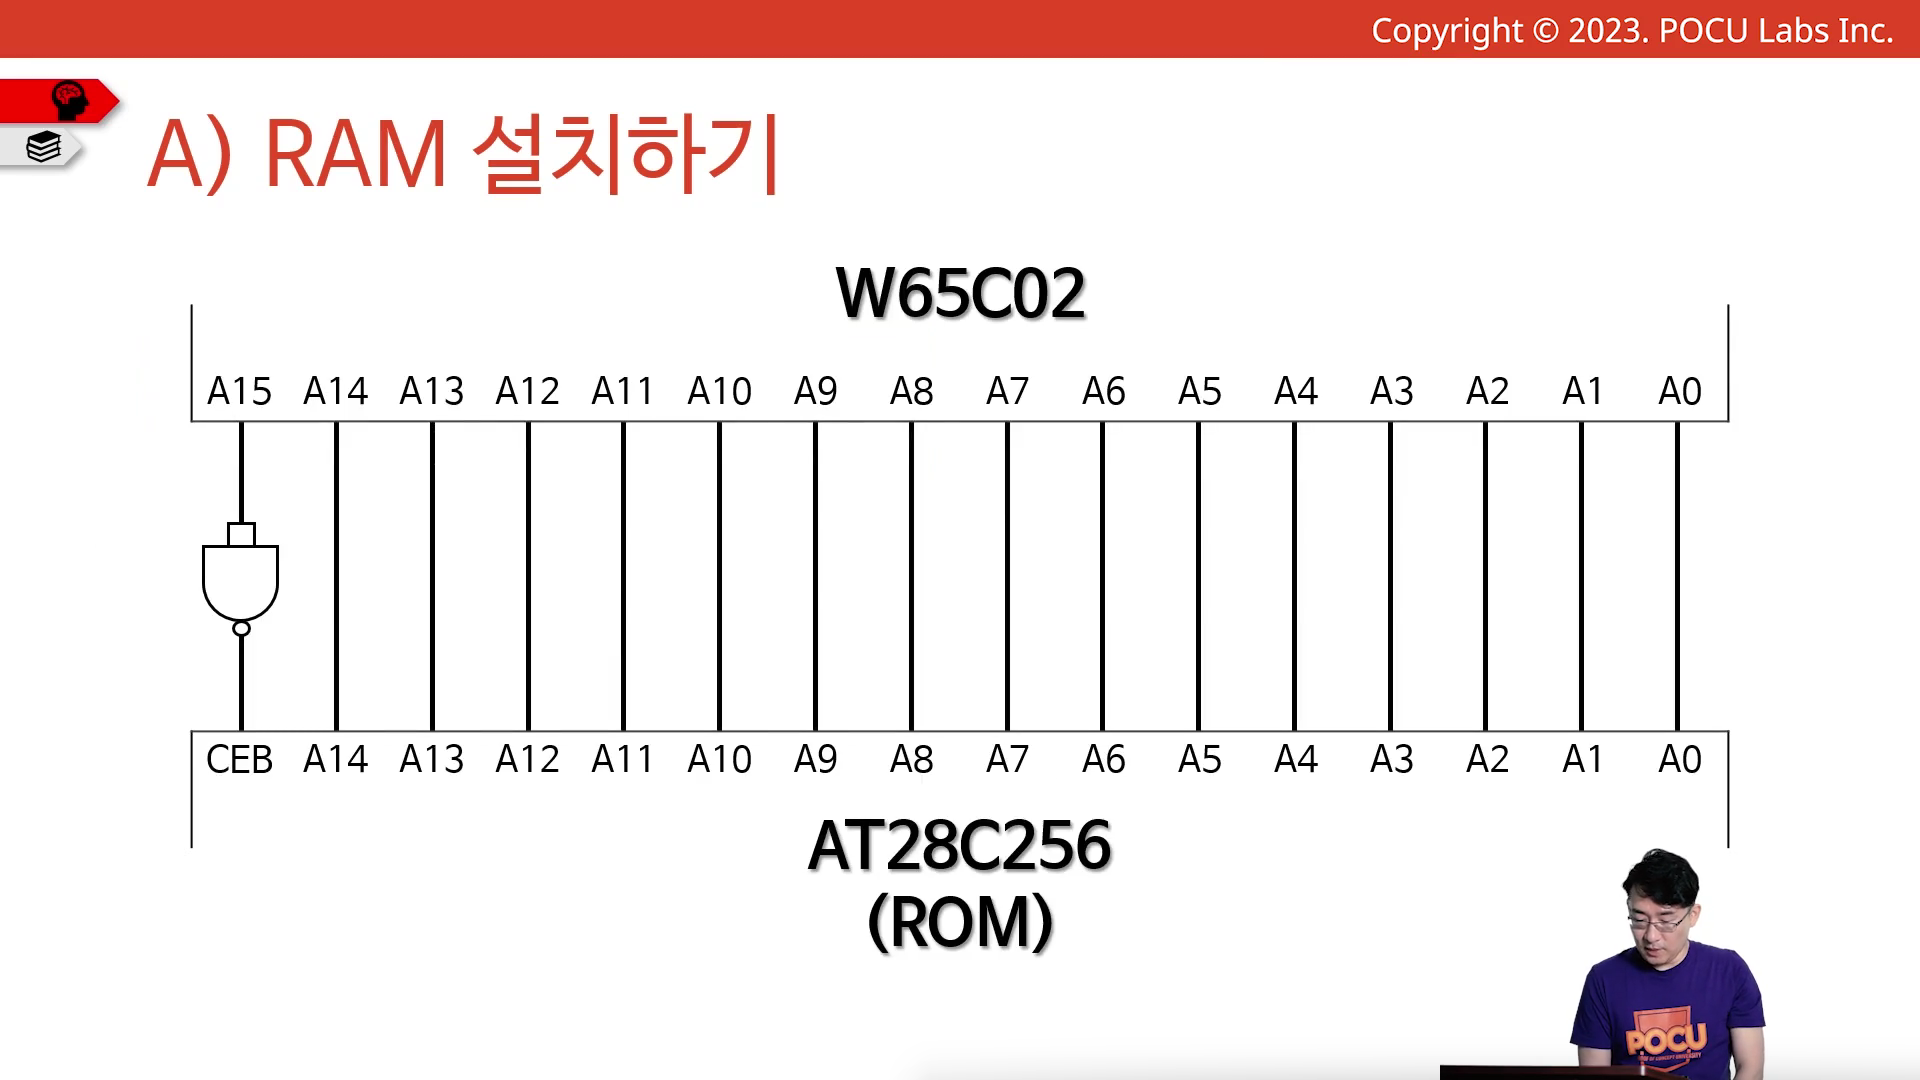 Copyright © 2023. POCU Labs Inc.
A) RAM 설치하기
W65C02
A15 A14 A13 A12 A11 A10 A9 A8 A7 A6 A5 A4 A3 A2 A1 A0
CEB A14 A13 A12 A11 A10 A9 A8 A7 A6 A5 A4 A3 A2 A1 A0
AT28C256
(ROM)
POCU